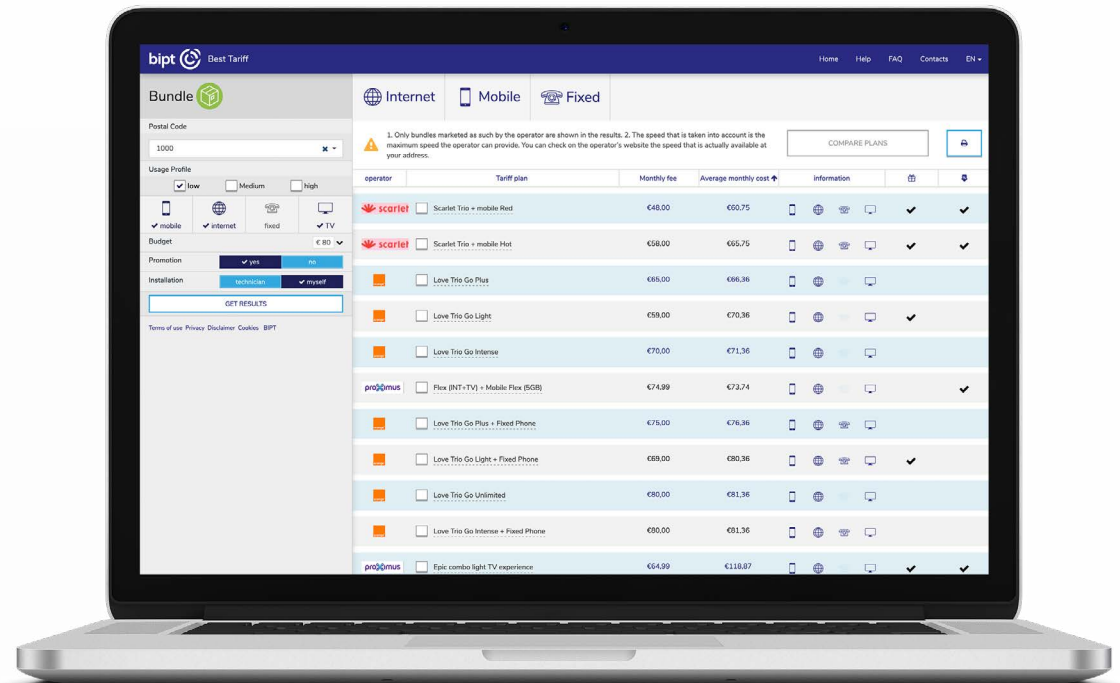 bipt Best Tariff Home Help FAQ Contacts EN
Bundle
Internet Mobile Fixed
Postal Code
1000
Usage Profile
low Medium high
mobile internet fixed TV
Budget € 80
Promotion yes no
Installation technician myself
GET RESULTS
Terms of use Privacy Disclaimer Cookies BIPT
1. Only bundles marketed as such by the operator are shown in the results. 2. The speed that is taken into account is the
maximum speed the operator can provide. You can check on the operator's website the speed that is actually available at
your address.
COMPARE PLANS
operator Tariff plan Monthly fee Average monthly cost information
scarlet Scarlet Trio + mobile Red €48,00 €60,75
scarlet Scarlet Trio + mobile Hot €58,00 €65,75
Love Trio Go Plus €65,00 €66,36
Love Trio Go Light €59,00 €70,36
Love Trio Go Intense €70,00 €71,36
proximus Flex (INT+TV) + Mobile Flex (5GB) €74,99 €73,74
Love Trio Go Plus + Fixed Phone €75,00 €76,36
Love Trio Go Light + Fixed Phone €69,00 €80,36
Love Trio Go Unlimited €80,00 €81,36
Love Trio Go Intense + Fixed Phone €80,00 €81,36
proximus Epic combo light TV experience €64,99 €118,87